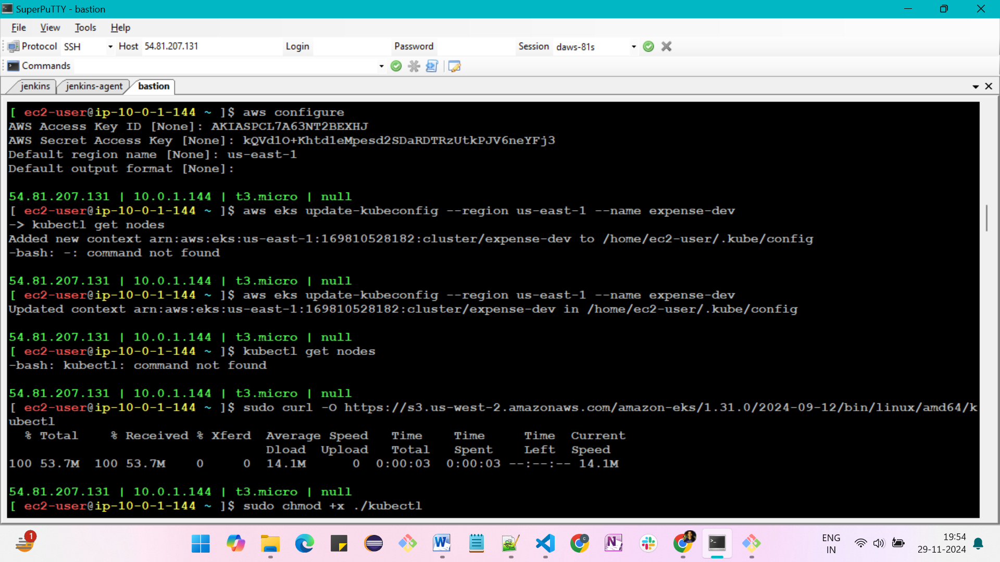 SuperPuTTY - bastion
File View Tools Help
Protocol SSH Host 54.81.207.131 Login Password Session daws-81s
Commands
jenkins jenkins-agent bastion
[ ec2-user@ip-10-0-1-144 ~ ]$ aws configure
AWS Access Key ID [None]: AKIASPCL7A63NT2BEXHJ
AWS Secret Access Key [None]: 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
Default region name [None]: us-east-1
Default output format [None]:
54.81.207.131 | 10.0.1.144 | t3.micro | null
[ ec2-user@ip-10-0-1-144 ~ ]$ aws eks update-kubeconfig --region us-east-1 --name expense-dev
-> kubectl get nodes
Added new context arn:aws:eks:us-east-1:169810528182:cluster/expense-dev to /home/ec2-user/.kube/config
-bash: -: command not found
54.81.207.131 | 10.0.1.144 | t3.micro | null
[ ec2-user@ip-10-0-1-144 ~ ]$ aws eks update-kubeconfig --region us-east-1 --name expense-dev
Updated context arn:aws:eks:us-east-1:169810528182:cluster/expense-dev in /home/ec2-user/.kube/config
54.81.207.131 | 10.0.1.144 | t3.micro | null
[ ec2-user@ip-10-0-1-144 ~ ]$ kubectl get nodes
-bash: kubectl: command not found
54.81.207.131 | 10.0.1.144 | t3.micro | null
[ ec2-user@ip-10-0-1-144 ~ ]$ sudo curl -O https://s3.us-west-2.amazonaws.com/amazon-eks/1.31.0/2024-09-12/bin/linux/amd64/k
ubectl
% Total % Received % Xferd Average Speed Time Time Time Current
Dload Upload Total Spent Left Speed
100 53.7M 100 53.7M 0 0 14.1M 0 0:00:03 0:00:03 --:--:-- 14.1M
54.81.207.131 | 10.0.1.144 | t3.micro | null
[ ec2-user@ip-10-0-1-144 ~ ]$ sudo chmod +x ./kubectl
1
ENG
IN
19:54
29-11-2024